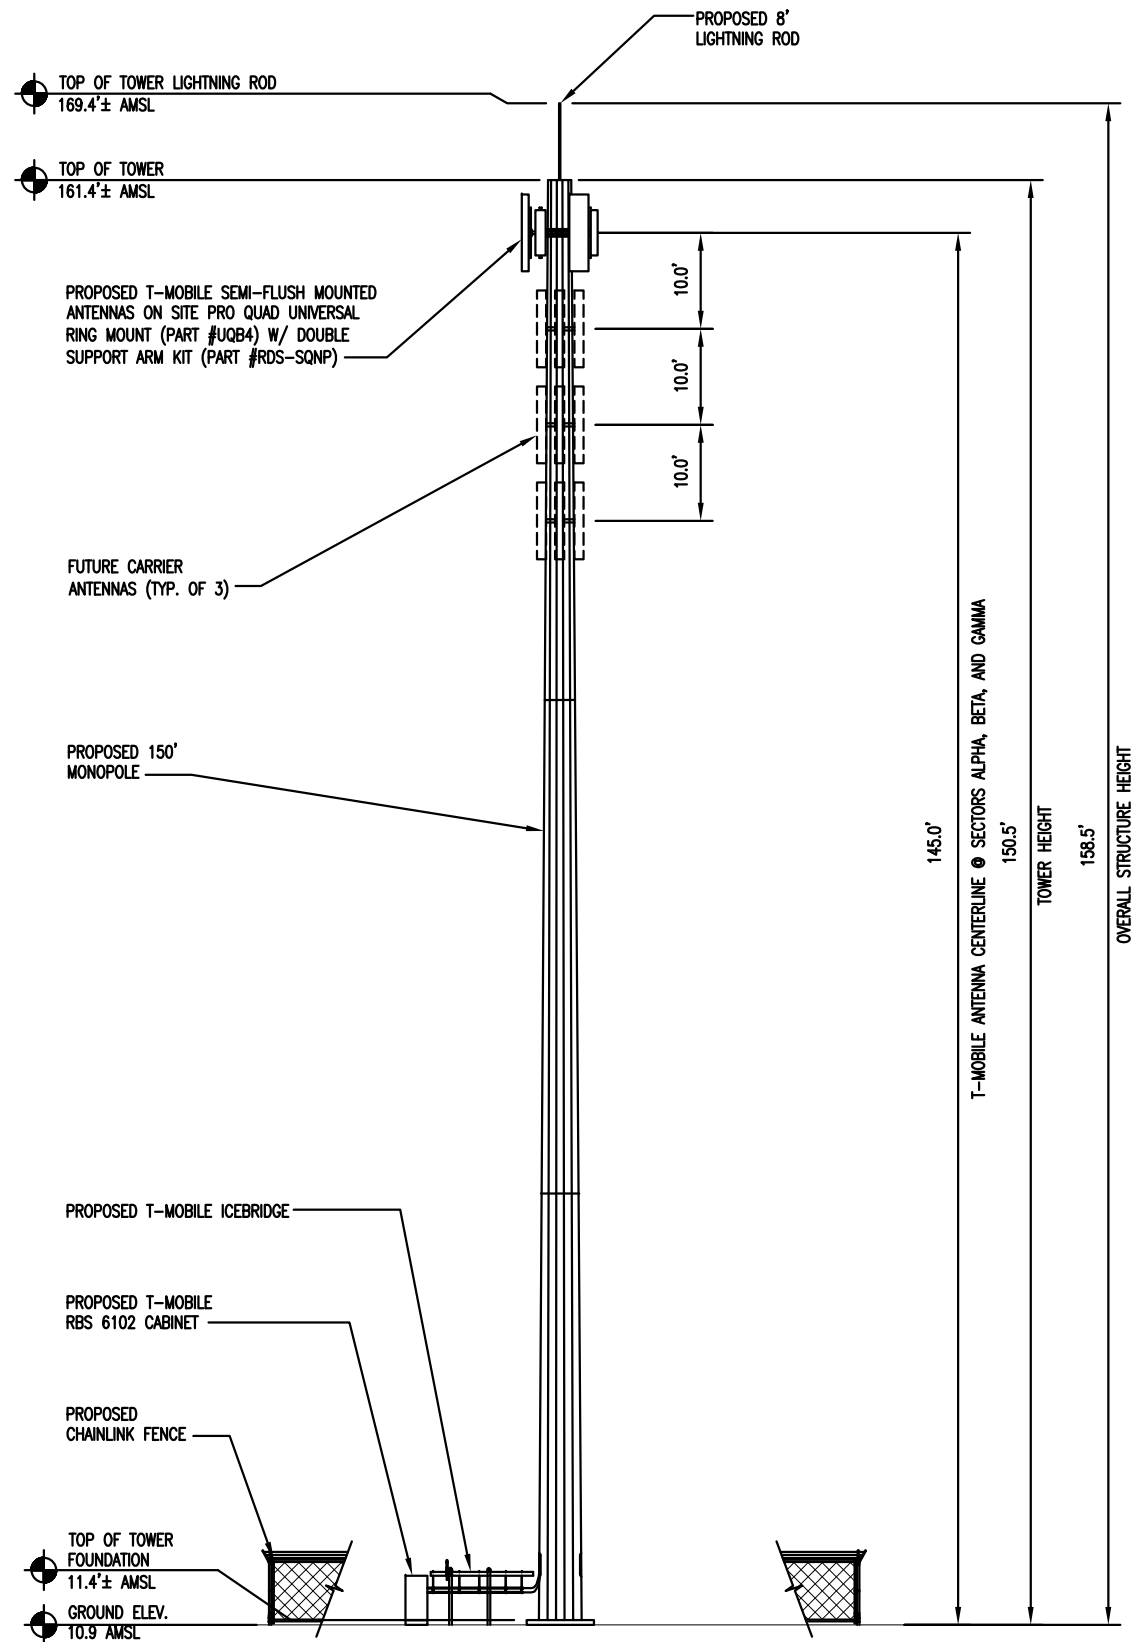 PROPOSED 8'
LIGHTNING ROD
TOP OF TOWER LIGHTNING ROD
169.4'± AMSL
TOP OF TOWER
161.4'± AMSL
PROPOSED T-MOBILE SEMI-FLUSH MOUNTED
ANTENNAS ON SITE PRO QUAD UNIVERSAL
RING MOUNT (PART #UQB4) W/ DOUBLE
SUPPORT ARM KIT (PART #RDS-SQNP)
10.0'
10.0'
10.0'
FUTURE CARRIER
ANTENNAS (TYP. OF 3)
PROPOSED 150'
MONOPOLE
145.0'
T-MOBILE ANTENNA CENTERLINE @ SECTORS ALPHA, BETA, AND GAMMA
150.5'
TOWER HEIGHT
158.5'
OVERALL STRUCTURE HEIGHT
PROPOSED T-MOBILE ICEBRIDGE
PROPOSED T-MOBILE
RBS 6102 CABINET
PROPOSED
CHAINLINK FENCE
TOP OF TOWER
FOUNDATION
11.4'± AMSL
GROUND ELEV.
10.9 AMSL